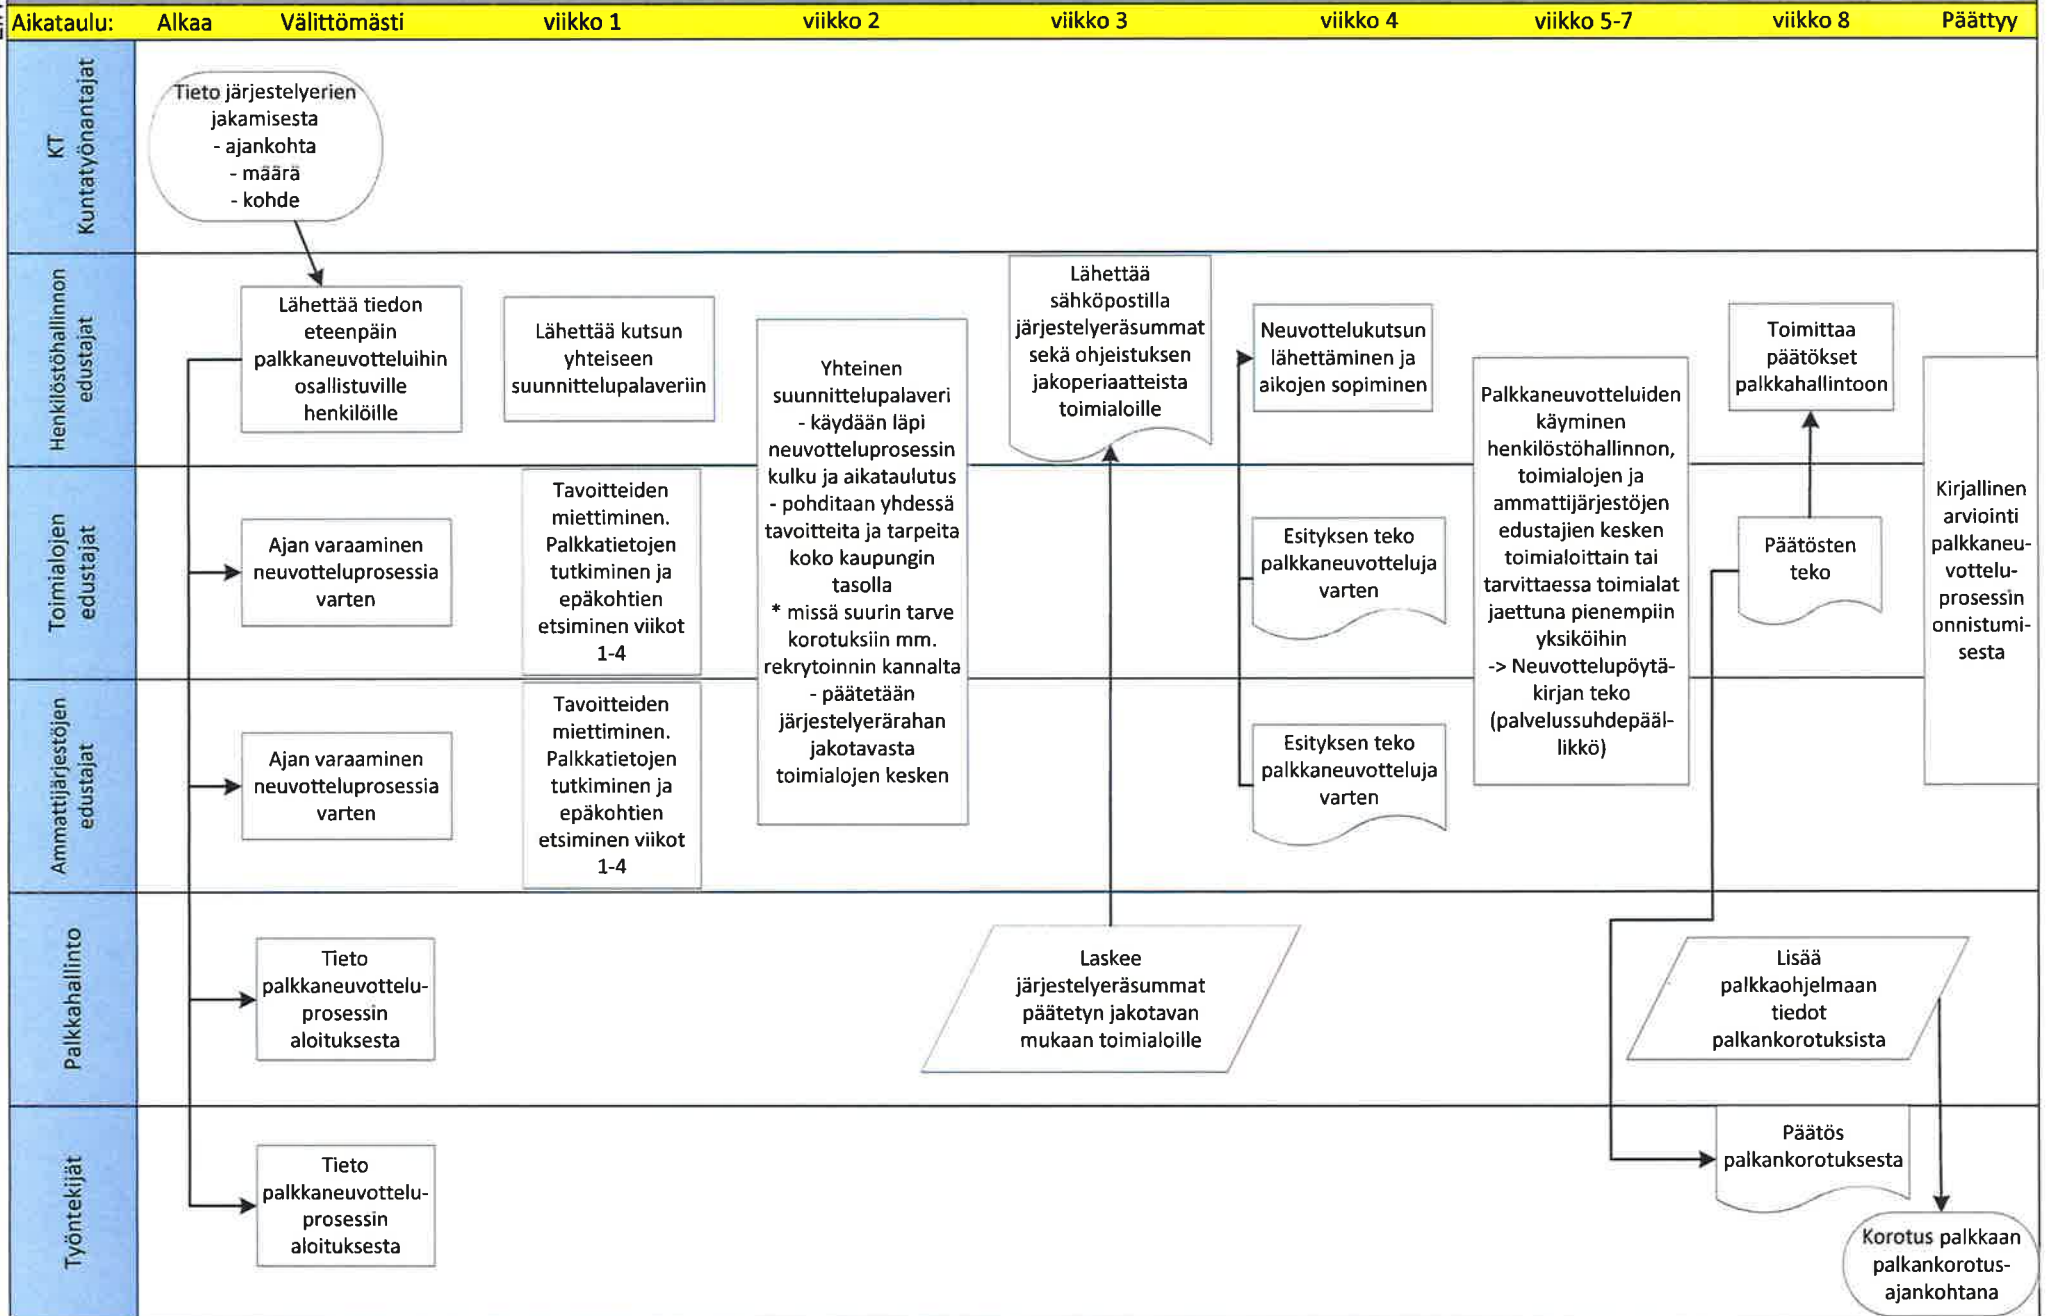 Aikataulu: Alkaa Välittömästi viikko 1 viikko 2 viikko 3 viikko 4 viikko 5-7 viikko 8 Päättyy
KT
Kuntatyönantajat
Tieto järjestelyerien
jakamisesta
- ajankohta
- määrä
- kohde
Henkilöstöhallinnon
edustajat
Lähettää tiedon
eteenpäin
palkkaneuvotteluihin
osallistuville
henkilöille
Lähettää kutsun
yhteiseen
suunnittelupalaveriin
Yhteinen
suunnittelupalaveri
- käydään läpi
neuvotteluprosessin
kulku ja aikataulutus
- pohditaan yhdessä
tavoitteita ja tarpeita
koko kaupungin
tasolla
* missä suurin tarve
korotuksiin mm.
rekrytoinnin kannalta
- päätetään
järjestelyerärahan
jakotavasta
toimialojen kesken
Lähettää
sähköpostilla
järjestelyeräsummat
sekä ohjeistuksen
jakoperiaatteista
toimialoille
Neuvottelukutsun
lähettäminen ja
aikojen sopiminen
Palkkaneuvotteluiden
käyminen
henkilöstöhallinnon,
toimialojen ja
ammattijärjestöjen
edustajien kesken
toimialoittain tai
tarvittaessa toimialat
jaettuna pienempiin
yksiköihin
-> Neuvottelupöytä-
kirjan teko
(palvelussuhdepääl-
likkö)
Toimittaa
päätökset
palkkahallintoon
Kirjallinen
arviointi
palkkaneu-
vottelu-
prosessin
onnistumi-
sesta
Toimialojen
edustajat
Ajan varaaminen
neuvotteluprosessia
varten
Tavoitteiden
miettiminen.
Palkkatietojen
tutkiminen ja
epäkohtien
etsiminen viikot
1-4
Esityksen teko
palkkaneuvotteluja
varten
Päätösten
teko
Ammattijärjestöjen
edustajat
Ajan varaaminen
neuvotteluprosessia
varten
Tavoitteiden
miettiminen.
Palkkatietojen
tutkiminen ja
epäkohtien
etsiminen viikot
1-4
Esityksen teko
palkkaneuvotteluja
varten
Palkkahallinto
Tieto
palkkaneuvottelu-
prosessin
aloituksesta
Laskee
järjestelyeräsummat
päätetyn jakotavan
mukaan toimialoille
Lisää
palkkaohjelmaan
tiedot
palkankorotuksista
Työntekijät
Tieto
palkkaneuvottelu-
prosessin
aloituksesta
Päätös
palkankorotuksesta
Korotus palkkaan
palkankorotus-
ajankohtana